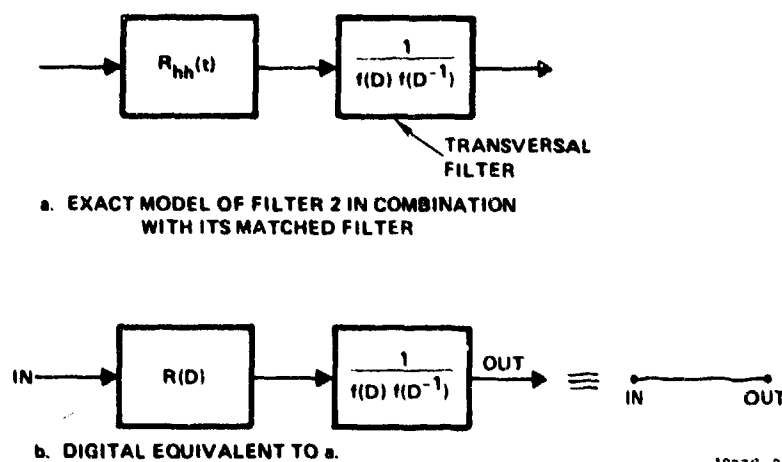 R_hh(t)
1
f(D) f(D⁻¹)
TRANSVERSAL
FILTER
a. EXACT MODEL OF FILTER 2 IN COMBINATION
WITH ITS MATCHED FILTER
IN
R(D)
1
f(D) f(D⁻¹)
OUT
≡
IN
OUT
b. DIGITAL EQUIVALENT TO a.